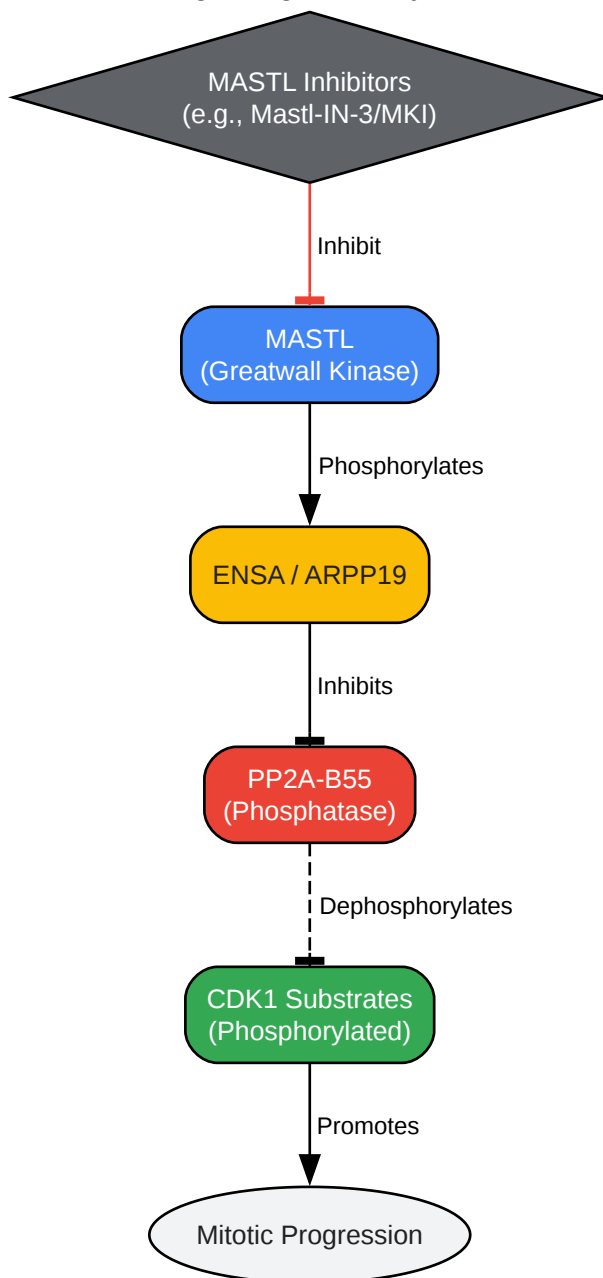 MASTL Inhibitors
(e.g., Mastl-IN-3/MKI)
Inhibit
MASTL
(Greatwall Kinase)
Phosphorylates
ENSA / ARPP19
Inhibits
PP2A-B55
(Phosphatase)
Dephosphorylates
CDK1 Substrates
(Phosphorylated)
Promotes
Mitotic Progression